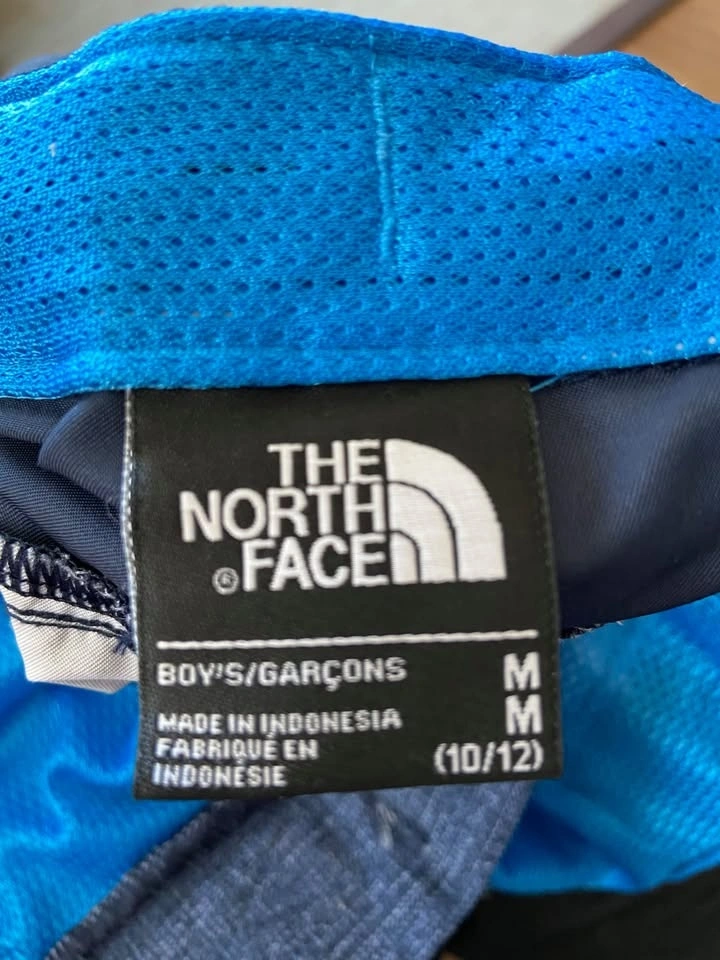 THE
NORTH
®FACE
BOY'S/GARÇONS M
MADE IN INDONESIA M
FABRIQUÉ EN
INDONÉSIE (10/12)